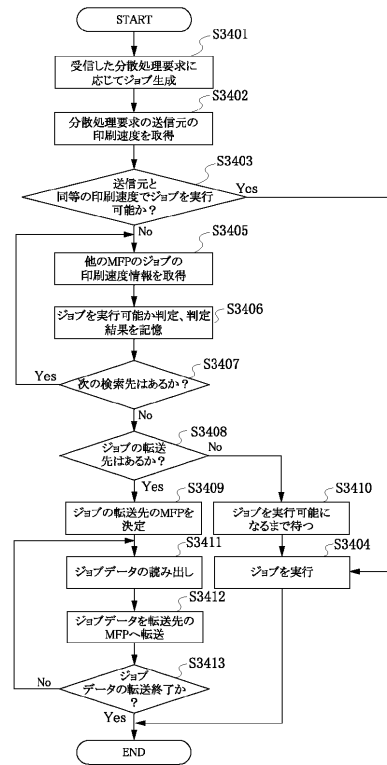 START
S3401
受信した分散処理要求に
応じてジョブ生成
S3402
分散処理要求の送信元の
印刷速度を取得
S3403
送信元と
同等の印刷速度でジョブを実行
可能か?
Yes
No
S3405
他のMFPのジョブの
印刷速度情報を取得
S3406
ジョブを実行可能か判定、判定
結果を記憶
S3407
Yes
次の検索先はあるか?
No
S3408
ジョブの転送
先はあるか?
No
Yes
S3409
S3410
ジョブの転送先のMFPを
決定
ジョブを実行可能に
なるまで待つ
S3411
S3404
ジョブデータの読み出し
ジョブを実行
S3412
ジョブデータを転送先の
MFPへ転送
S3413
ジョブ
データの転送終了か
?
No
Yes
END